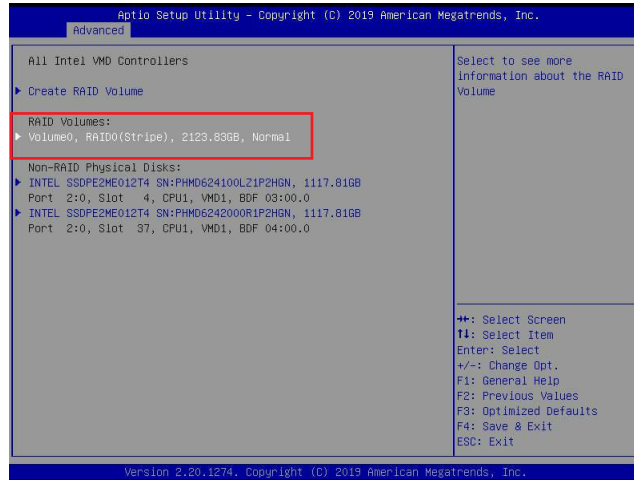 Aptio Setup Utility – Copyright (C) 2019 American Megatrends, Inc.
Advanced
All Intel VMD Controllers
Create RAID Volume
RAID Volumes:
Volume0, RAID0(Stripe), 2123.83GB, Normal
Non-RAID Physical Disks:
INTEL SSDPE2ME012T4 SN:PHMD624100LZ1P2HGN, 1117.81GB
Port 2:0, Slot 4, CPU1, VMD1, BDF 03:00.0
INTEL SSDPE2ME012T4 SN:PHMD6242000R1P2HGN, 1117.81GB
Port 2:0, Slot 37, CPU1, VMD1, BDF 04:00.0
Select to see more
information about the RAID
Volume
→←: Select Screen
↑↓: Select Item
Enter: Select
+/-: Change Opt.
F1: General Help
F2: Previous Values
F3: Optimized Defaults
F4: Save & Exit
ESC: Exit
Version 2.20.1274. Copyright (C) 2019 American Megatrends, Inc.